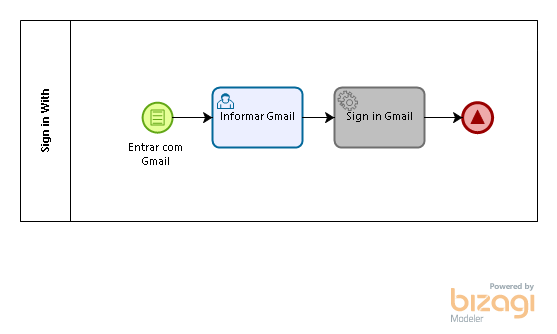 Sign in With
Entrar com
Gmail
Informar Gmail
Sign in Gmail
Powered by
bizagi
Modeler